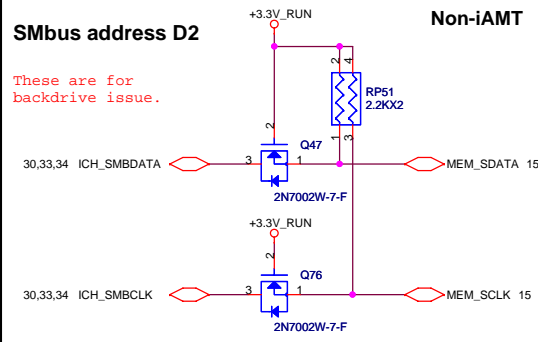 +3.3V_RUN
Non-iAMT
SMbus address D2
These are for
backdrive issue.
2 4
RP51
2.2KX2
1 3
2
Q47
30,33,34 ICH_SMBDATA 3 1 MEM_SDATA 15
2N7002W-7-F
+3.3V_RUN
2
Q76
30,33,34 ICH_SMBCLK 3 1 MEM_SCLK 15
2N7002W-7-F